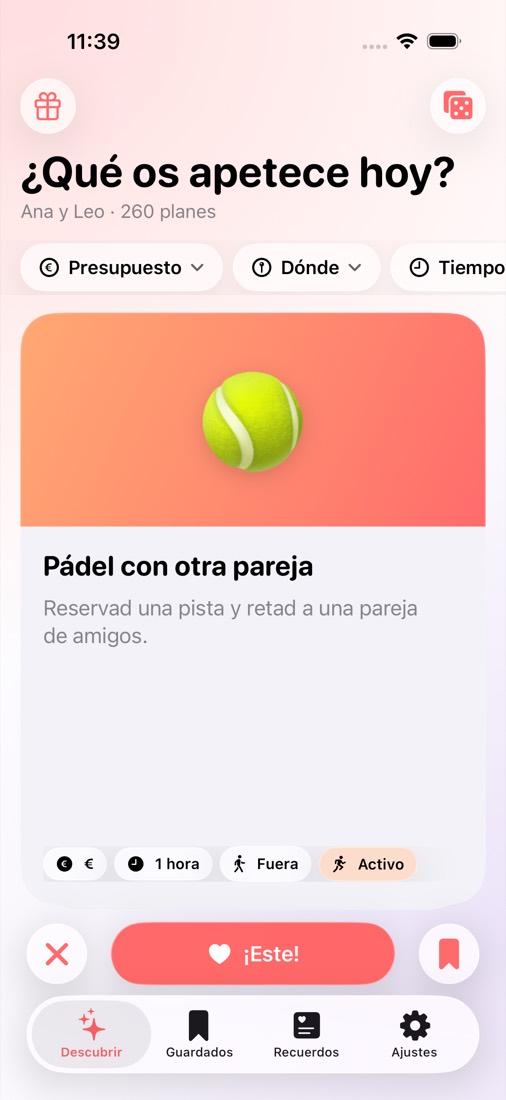 11:39
¿Qué os apetece hoy?
Ana y Leo · 260 planes
Presupuesto
Dónde
Tiempo
Pádel con otra pareja
Reservad una pista y retad a una pareja
de amigos.
€
1 hora
Fuera
Activo
¡Este!
Descubrir
Guardados
Recuerdos
Ajustes